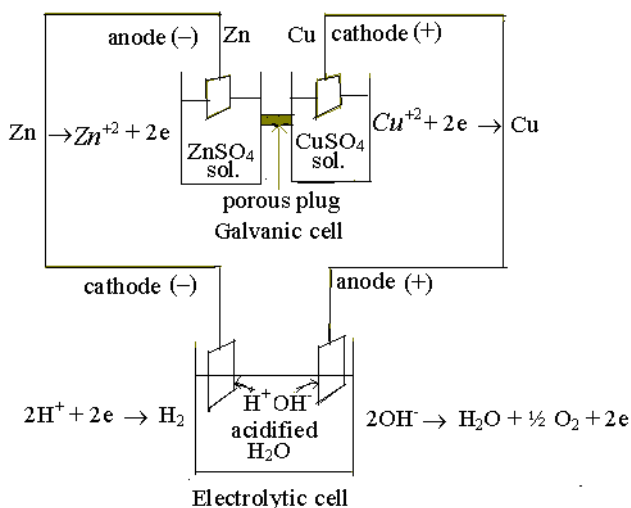 anode (–) Zn Cu cathode (+)
Zn → Zn⁺² + 2e ZnSO₄ sol. CuSO₄ sol. Cu⁺² + 2e → Cu
porous plug
Galvanic cell
cathode (–) anode (+)
2H⁺ + 2e → H₂ H⁺ OH⁻ 2OH⁻ → H₂O + ½ O₂ + 2e
acidified
H₂O
Electrolytic cell